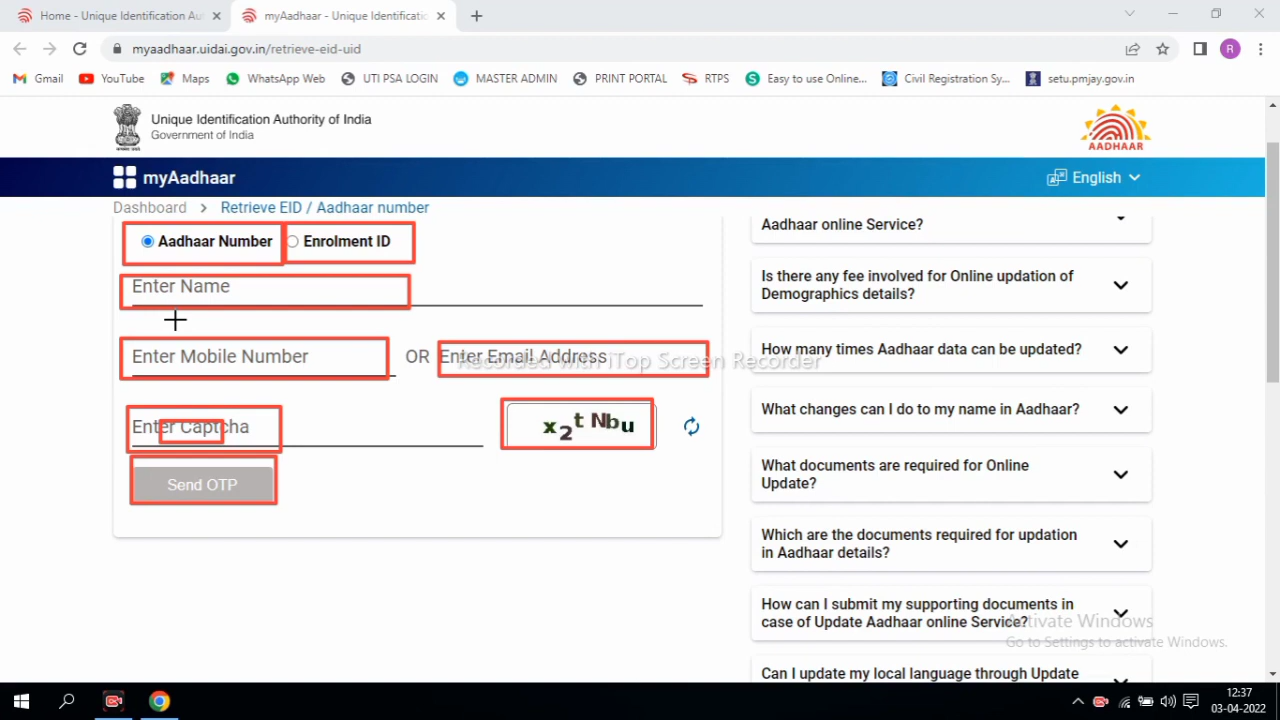 Home - Unique Identification Au
myAadhaar - Unique Identificatio
myaadhaar.uidai.gov.in/retrieve-eid-uid
R
Gmail
YouTube
Maps
WhatsApp Web
UTI PSA LOGIN
MASTER ADMIN
PRINT PORTAL
RTPS
Easy to use Online...
Civil Registration Sy...
setu.pmjay.gov.in
Unique Identification Authority of India
Government of India
AADHAAR
myAadhaar
English
Dashboard > Retrieve EID / Aadhaar number
Aadhaar Number
Enrolment ID
Enter Name
Enter Mobile Number
OR
Enter Email Address
Recorded with iTop Screen Recorder
Enter Captcha
x2tNbu
Send OTP
Aadhaar online Service?
Is there any fee involved for Online updation of
Demographics details?
How many times Aadhaar data can be updated?
What changes can I do to my name in Aadhaar?
What documents are required for Online
Update?
Which are the documents required for updation
in Aadhaar details?
How can I submit my supporting documents in
case of Update Aadhaar online Service?
Can I update my local language through Update
Activate Windows
Go to Settings to activate Windows.
12:37
03-04-2022